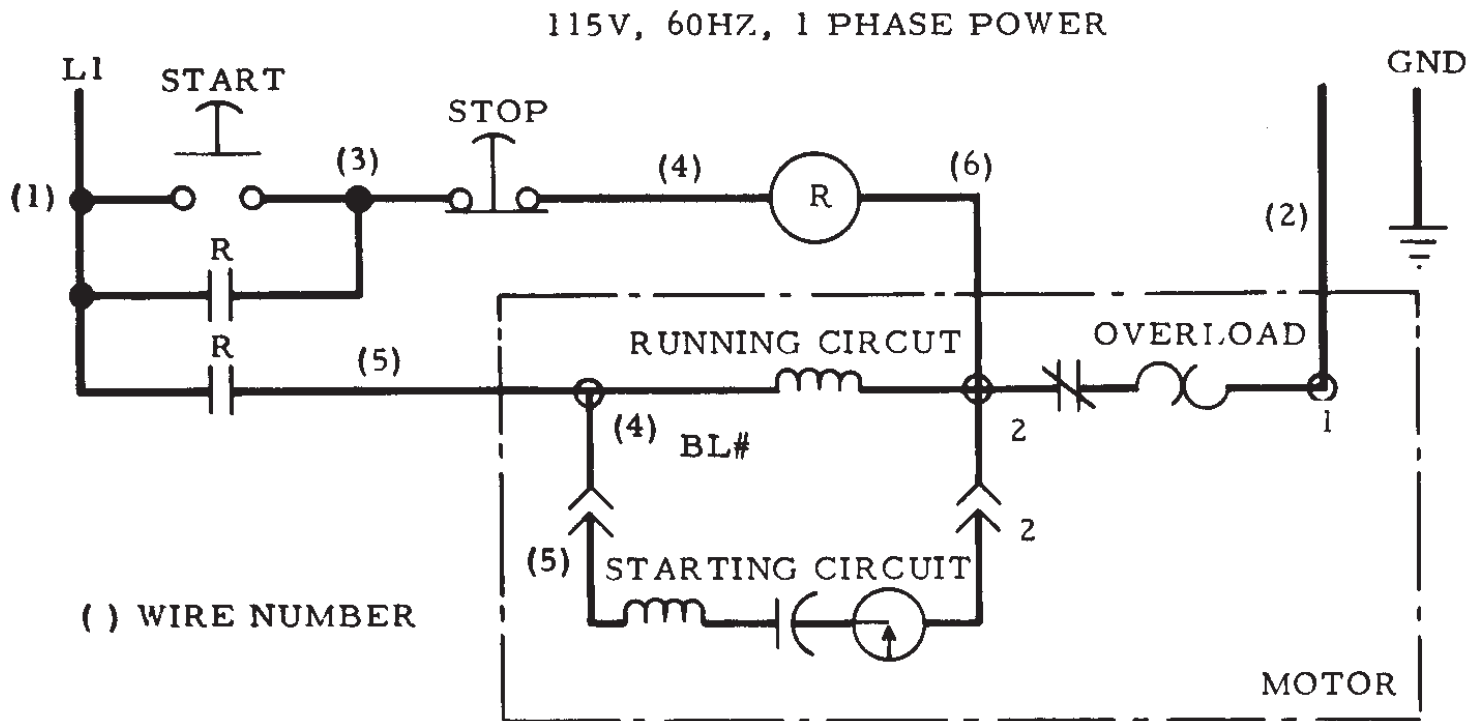 115V, 60HZ, 1 PHASE POWER
L1
GND
START
STOP
(1)
(3)
(4)
R
(6)
(2)
R
R
(5)
RUNNING CIRCUT
OVERLOAD
(4)
BL#
2
1
(5)
2
STARTING CIRCUIT
( ) WIRE NUMBER
MOTOR